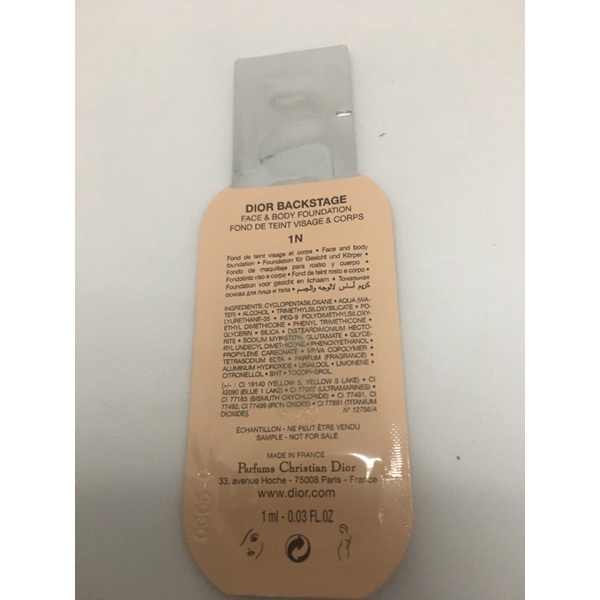 DIOR BACKSTAGE
FACE & BODY FOUNDATION
FOND DE TEINT VISAGE & CORPS
1N
Fond de teint visage et corps • Face and body
foundation • Foundation für Gesicht und Körper •
Fondo de maquillaje para rostro y cuerpo •
Fondotinta viso e corpo • Fond de teint rosto e corpo •
Foundation voor gezicht en lichaam • Тональная
основа для лица и тела • كريم أساس للوجه والجسم
INGREDIENTS: CYCLOPENTASILOXANE • AQUA (WA-
TER) • ALCOHOL • TRIMETHYLSILOXYSILICATE • PO-
LYURETHANE-35 • PEG-9 POLYDIMETHYLSILOXY-
ETHYL DIMETHICONE • PHENYL TRIMETHICONE •
GLYCERIN • SILICA • DISTEARDIMONIUM HECTO-
RITE • SODIUM MYRISTOYL GLUTAMATE • GLYCE-
RYL UNDECYL DIMETHICONE • PHENOXYETHANOL •
PROPYLENE CARBONATE • VP/VA COPOLYMER •
TETRASODIUM EDTA • PARFUM (FRAGRANCE) •
ALUMINUM HYDROXIDE • LINALOOL • LIMONENE •
CITRONELLOL • BHT • TOCOPHEROL.
[+/- : CI 19140 (YELLOW 5, YELLOW 5 LAKE) • CI
42090 (BLUE 1 LAKE) • CI 77007 (ULTRAMARINES) •
CI 77163 (BISMUTH OXYCHLORIDE) • CI 77491, CI
77492, CI 77499 (IRON OXIDES) • CI 77891 (TITANIUM
DIOXIDE)]. N° 12756/A
ÉCHANTILLON - NE PEUT ÊTRE VENDU
SAMPLE - NOT FOR SALE
MADE IN FRANCE
Parfums Christian Dior
33, avenue Hoche - 75008 Paris - France
www.dior.com
1 ml - 0.03 FL.OZ